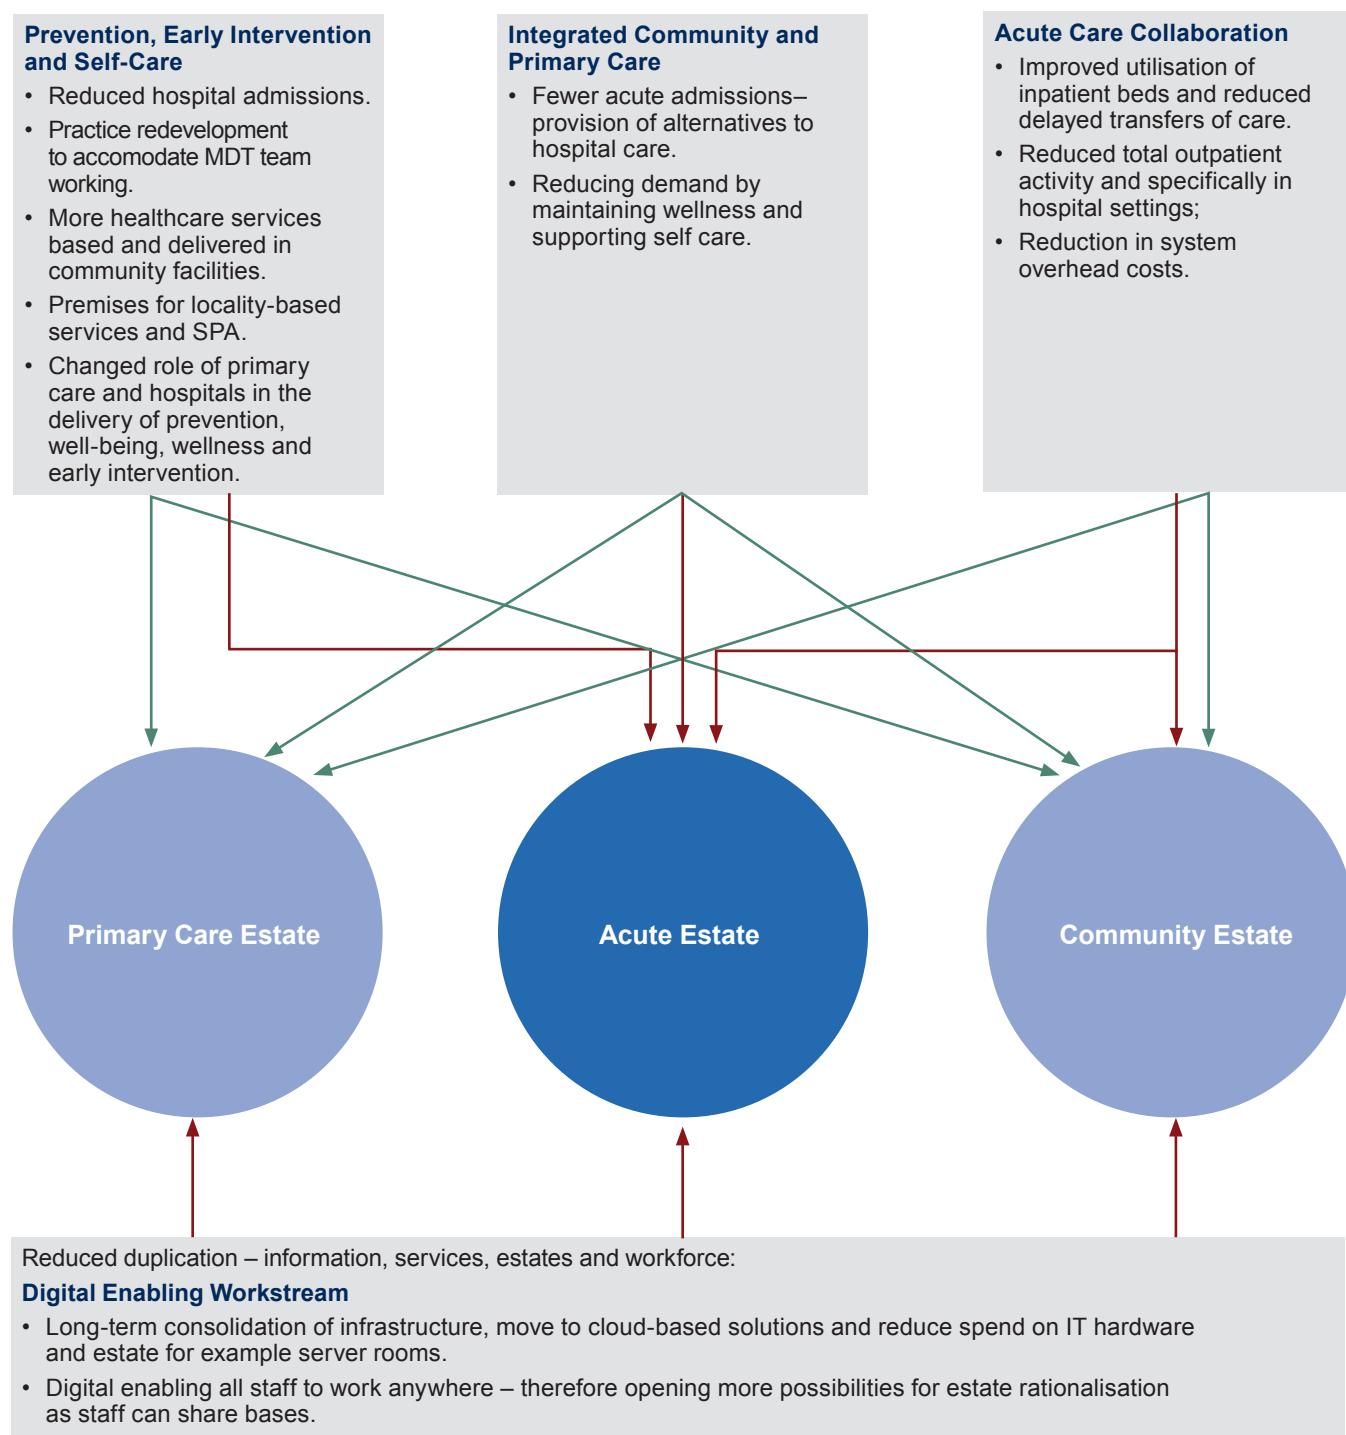 Prevention, Early Intervention
and Self-Care
• Reduced hospital admissions.
• Practice redevelopment
to accomodate MDT team
working.
• More healthcare services
based and delivered in
community facilities.
• Premises for locality-based
services and SPA.
• Changed role of primary
care and hospitals in the
delivery of prevention,
well-being, wellness and
early intervention.
Integrated Community and
Primary Care
• Fewer acute admissions–
provision of alternatives to
hospital care.
• Reducing demand by
maintaining wellness and
supporting self care.
Acute Care Collaboration
• Improved utilisation of
inpatient beds and reduced
delayed transfers of care.
• Reduced total outpatient
activity and specifically in
hospital settings;
• Reduction in system
overhead costs.
Primary Care Estate
Acute Estate
Community Estate
Reduced duplication – information, services, estates and workforce:
Digital Enabling Workstream
• Long-term consolidation of infrastructure, move to cloud-based solutions and reduce spend on IT hardware
and estate for example server rooms.
• Digital enabling all staff to work anywhere – therefore opening more possibilities for estate rationalisation
as staff can share bases.